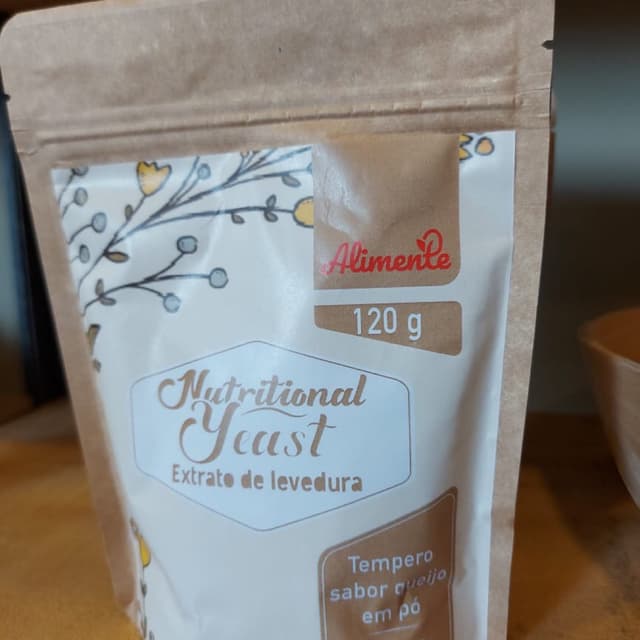 Alimente
120 g
Nutritional
Yeast
Extrato de levedura
Tempero
sabor queijo
em pó